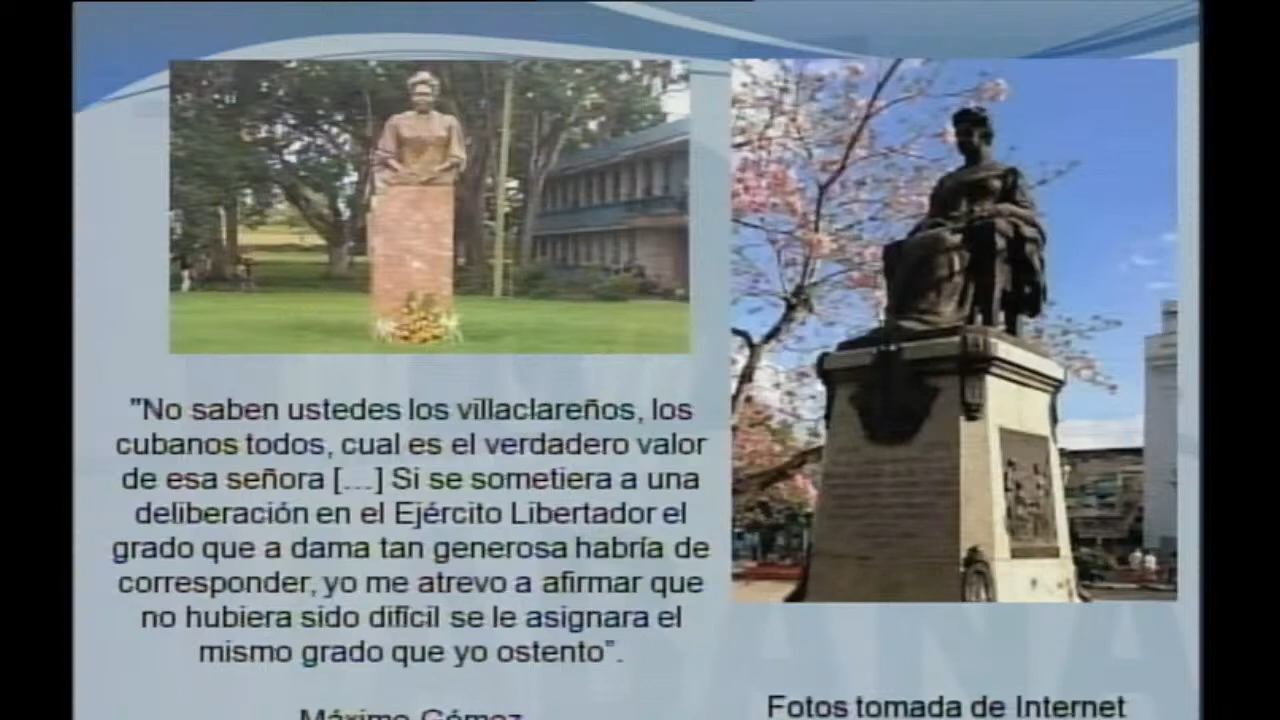 "No saben ustedes los villaclareños, los
cubanos todos, cual es el verdadero valor
de esa señora [...] Si se sometiera a una
deliberación en el Ejército Libertador el
grado que a dama tan generosa habría de
corresponder, yo me atrevo a afirmar que
no hubiera sido difícil se le asignara el
mismo grado que yo ostento”.
Máximo Gómez
Fotos tomada de Internet